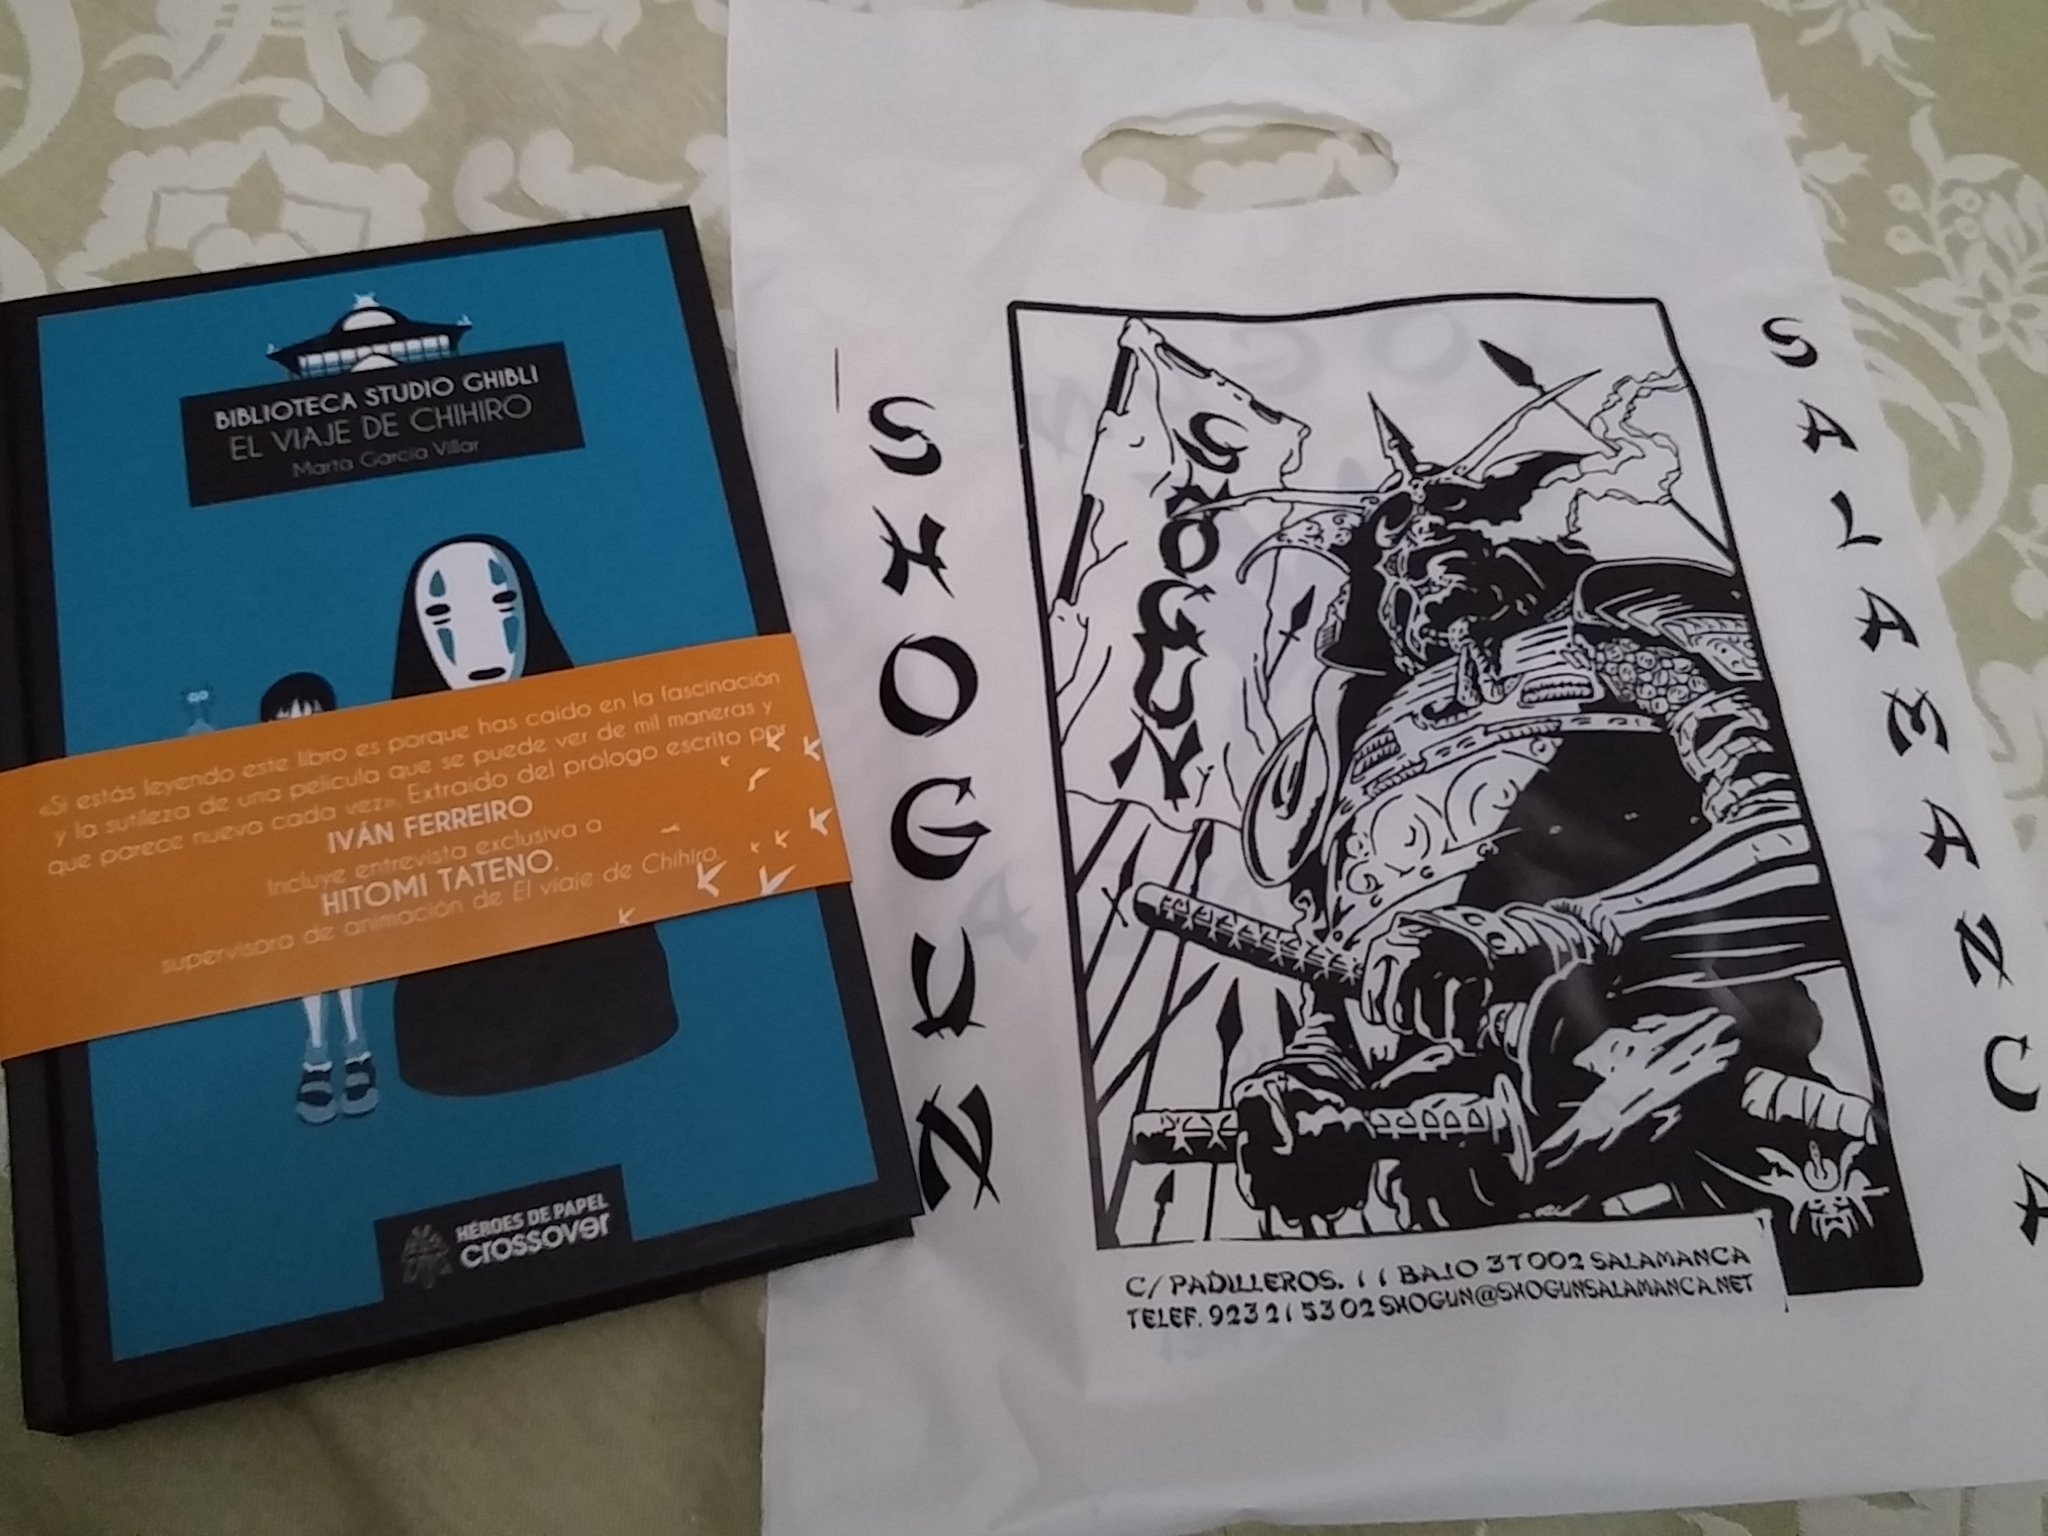 BIBLIOTECA STUDIO GHIBLI
EL VIAJE DE CHIHIRO
Marta García Villar
«Si estás leyendo este libro es porque has caído en la fascinación
y la sutileza de una película que se puede ver de mil maneras y
que parece nueva cada vez». Extraído del prólogo escrito por
IVÁN FERREIRO
Incluye entrevista exclusiva a
HITOMI TATENO,
supervisora de animación de El viaje de Chihiro
HÉROES DE PAPEL
crossover
SHOGUN
SHOGUN
SALAMANCA
C/ PADILLEROS. 11 BAJO 37002 SALAMANCA
TELEF. 923 21 53 02 SHOGUN@SHOGUNSALAMANCA.NET